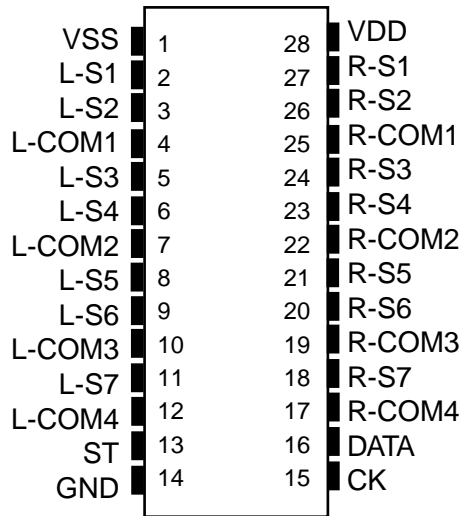 VSS 1 28 VDD
L-S1 2 27 R-S1
L-S2 3 26 R-S2
L-COM1 4 25 R-COM1
L-S3 5 24 R-S3
L-S4 6 23 R-S4
L-COM2 7 22 R-COM2
L-S5 8 21 R-S5
L-S6 9 20 R-S6
L-COM3 10 19 R-COM3
L-S7 11 18 R-S7
L-COM4 12 17 R-COM4
ST 13 16 DATA
GND 14 15 CK